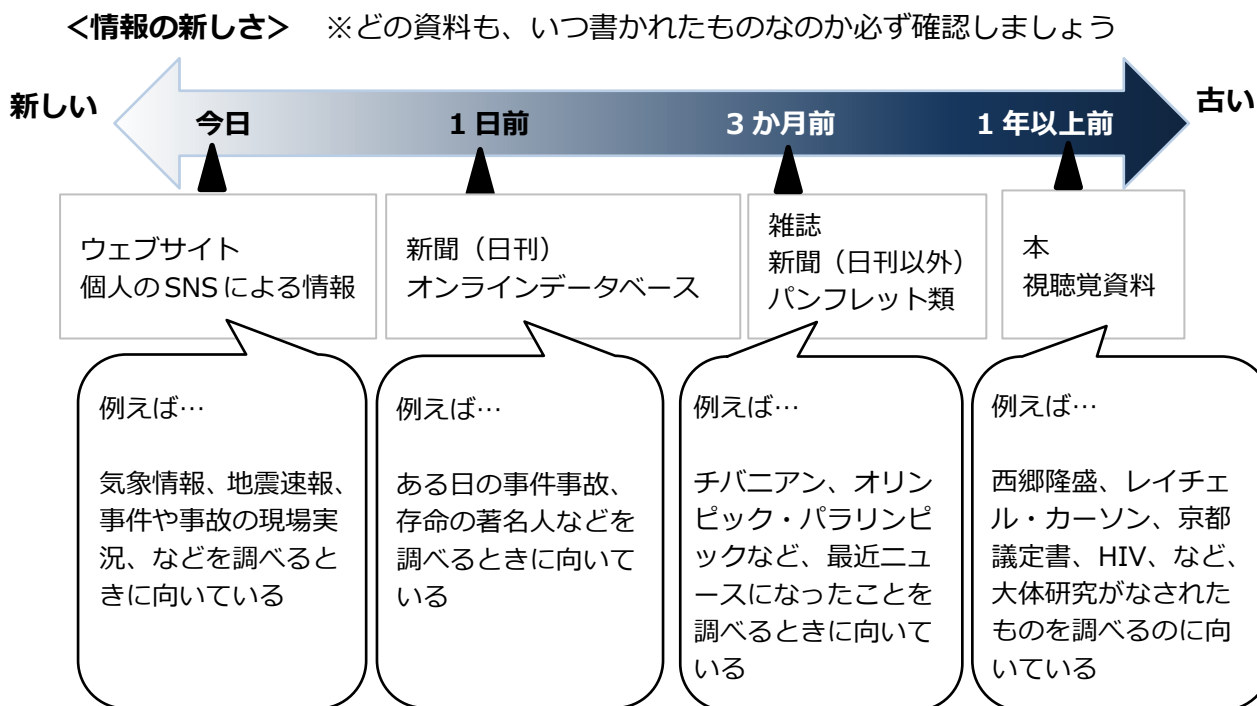 <情報の新しさ> ※どの資料も、いつ書かれたものなのか必ず確認しましょう
新しい
古い
今日
1日前
3か月前
1年以上前
ウェブサイト
個人のSNSによる情報
新聞（日刊）
オンラインデータベース
雑誌
新聞（日刊以外）
パンフレット類
本
視聴覚資料
例えば…
気象情報、地震速報、
事件や事故の現場実
況、などを調べると
きに向いている
例えば…
ある日の事件事故、
存命の著名人などを
調べるときに向いて
いる
例えば…
チバニアン、オリン
ピック・パラリンピ
ックなど、最近ニュ
ースになったことを
調べるときに向いて
いる
例えば…
西郷隆盛、レイチェ
ル・カーソン、京都
議定書、HIV、など、
大体研究がなされた
ものを調べるのに向
いている